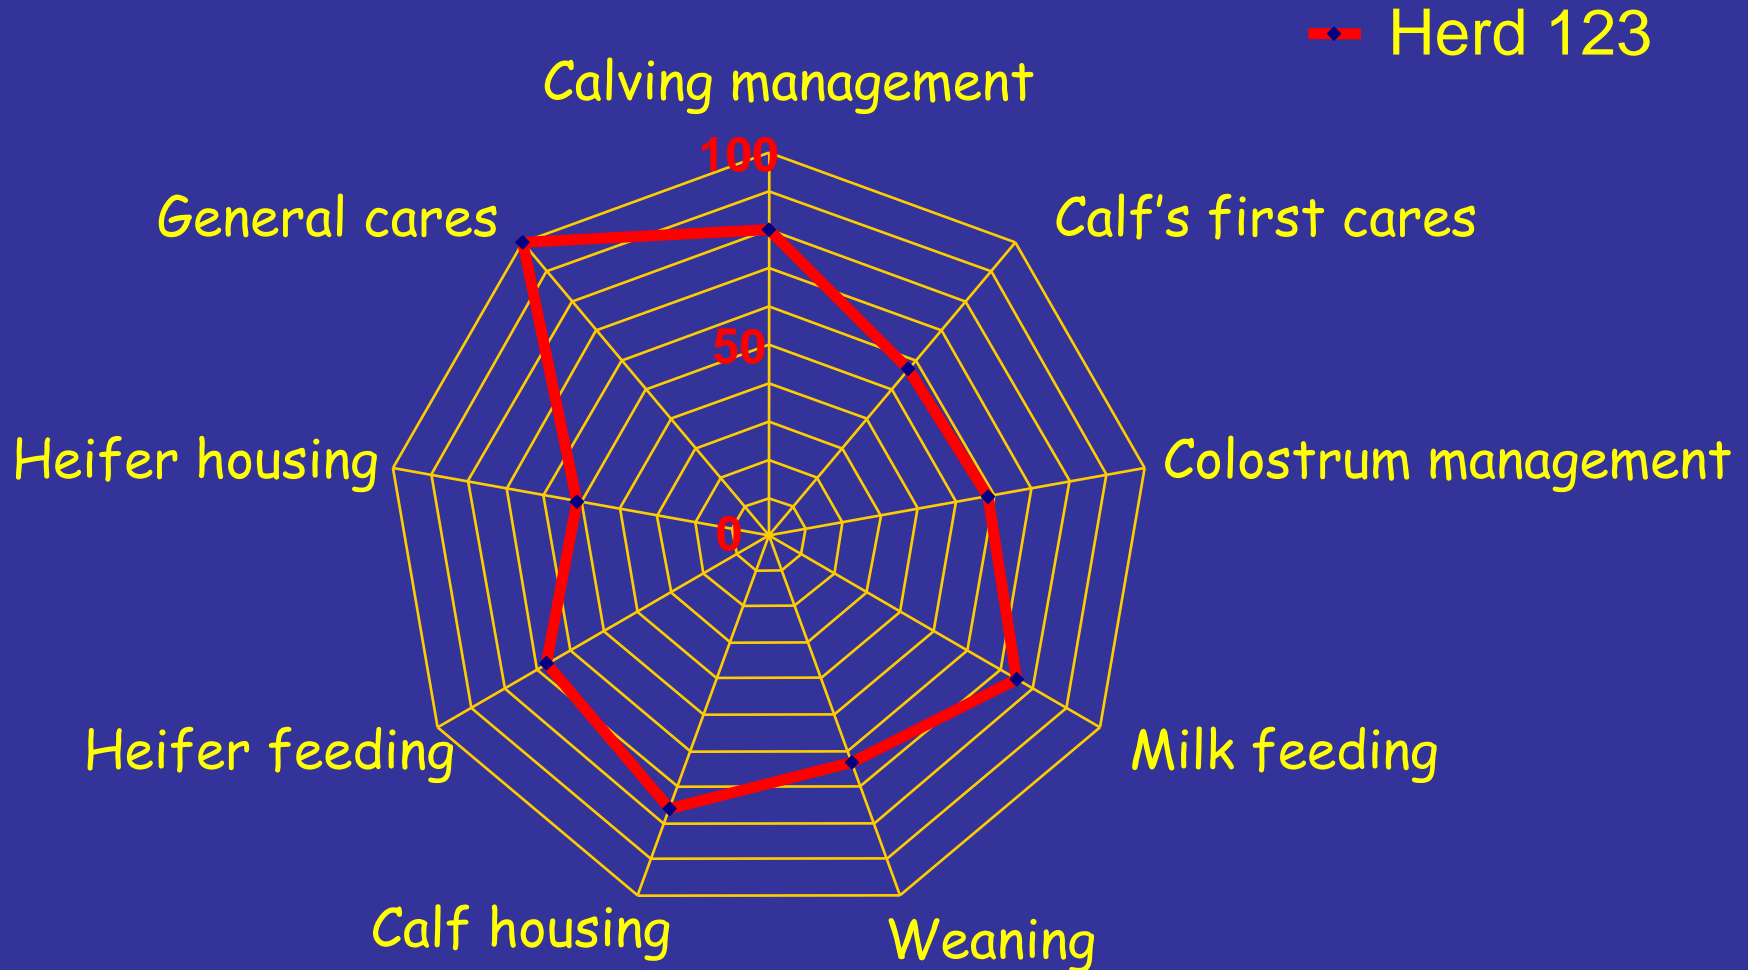 Herd 123
Calving management
100
General cares
Calf's first cares
50
Heifer housing
Colostrum management
0
Heifer feeding
Milk feeding
Calf housing
Weaning